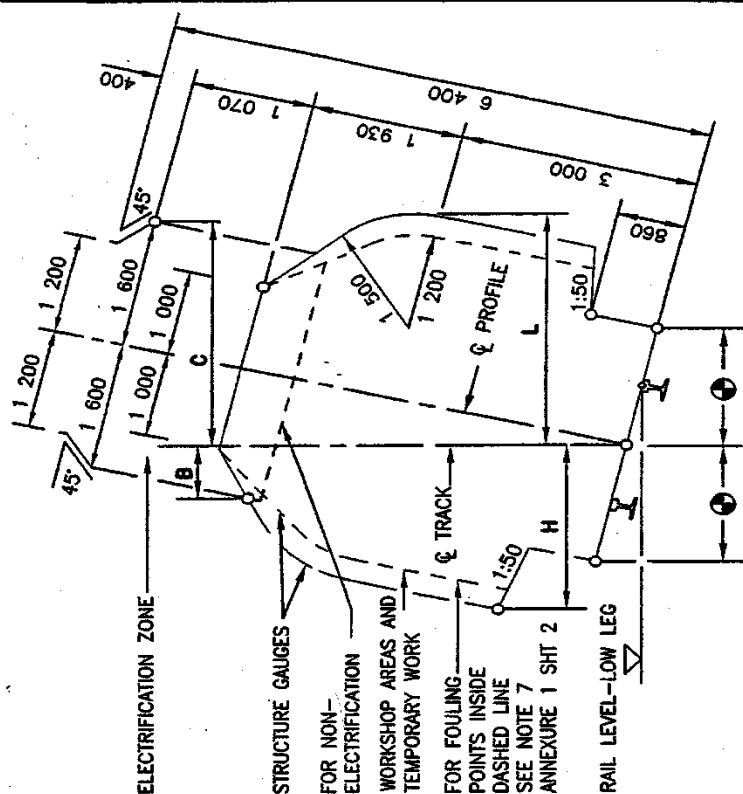 400
45°
1 200
1 200
1 600
1 600
1 000
1 000
45°
1 070
1 930
3 000
6 400
860
C
B
1 500
1 200
℄ PROFILE
L
1:50
℄ TRACK
H
1:50
ELECTRIFICATION ZONE
STRUCTURE GAUGES
FOR NON-
ELECTRIFICATION
WORKSHOP AREAS AND
TEMPORARY WORK
FOR FOULING
POINTS INSIDE
DASHED LINE
SEE NOTE 7
ANNEXURE 1 SHT 2
RAIL LEVEL-LOW LEG